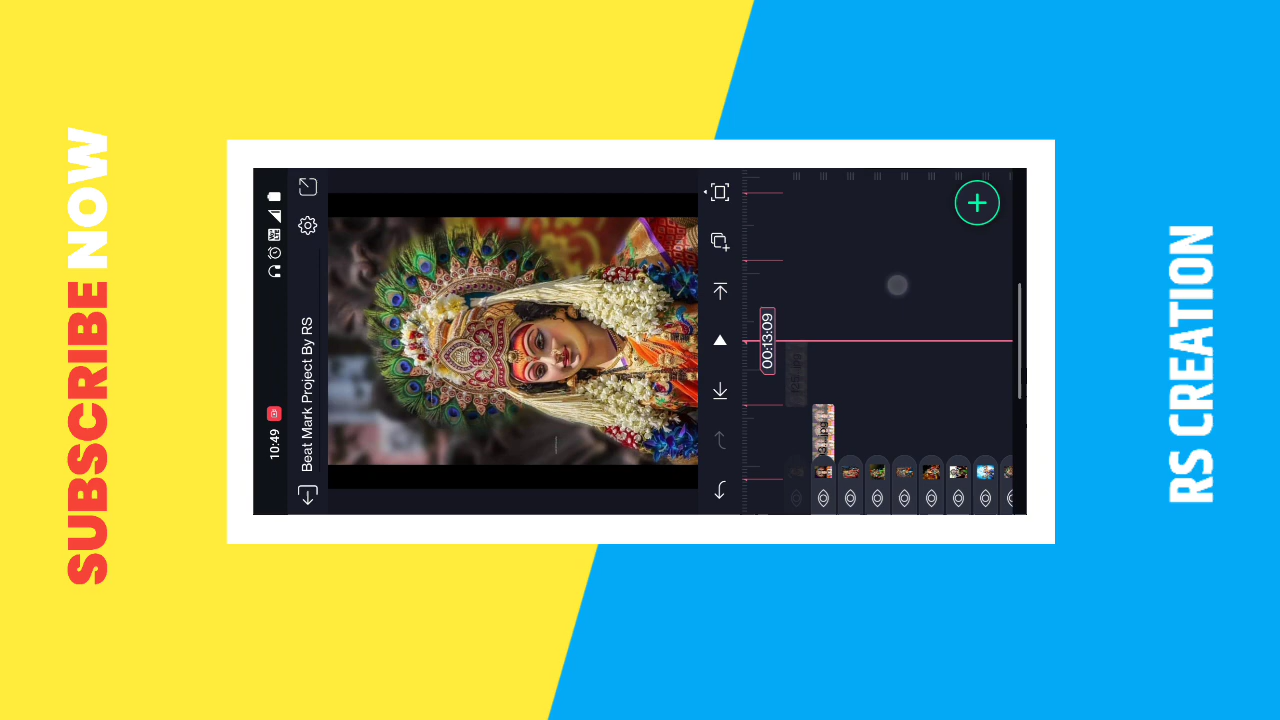 SUBSCRIBE NOW
10:49
Beat Mark Project By RS
00:13:09
RS CREATION